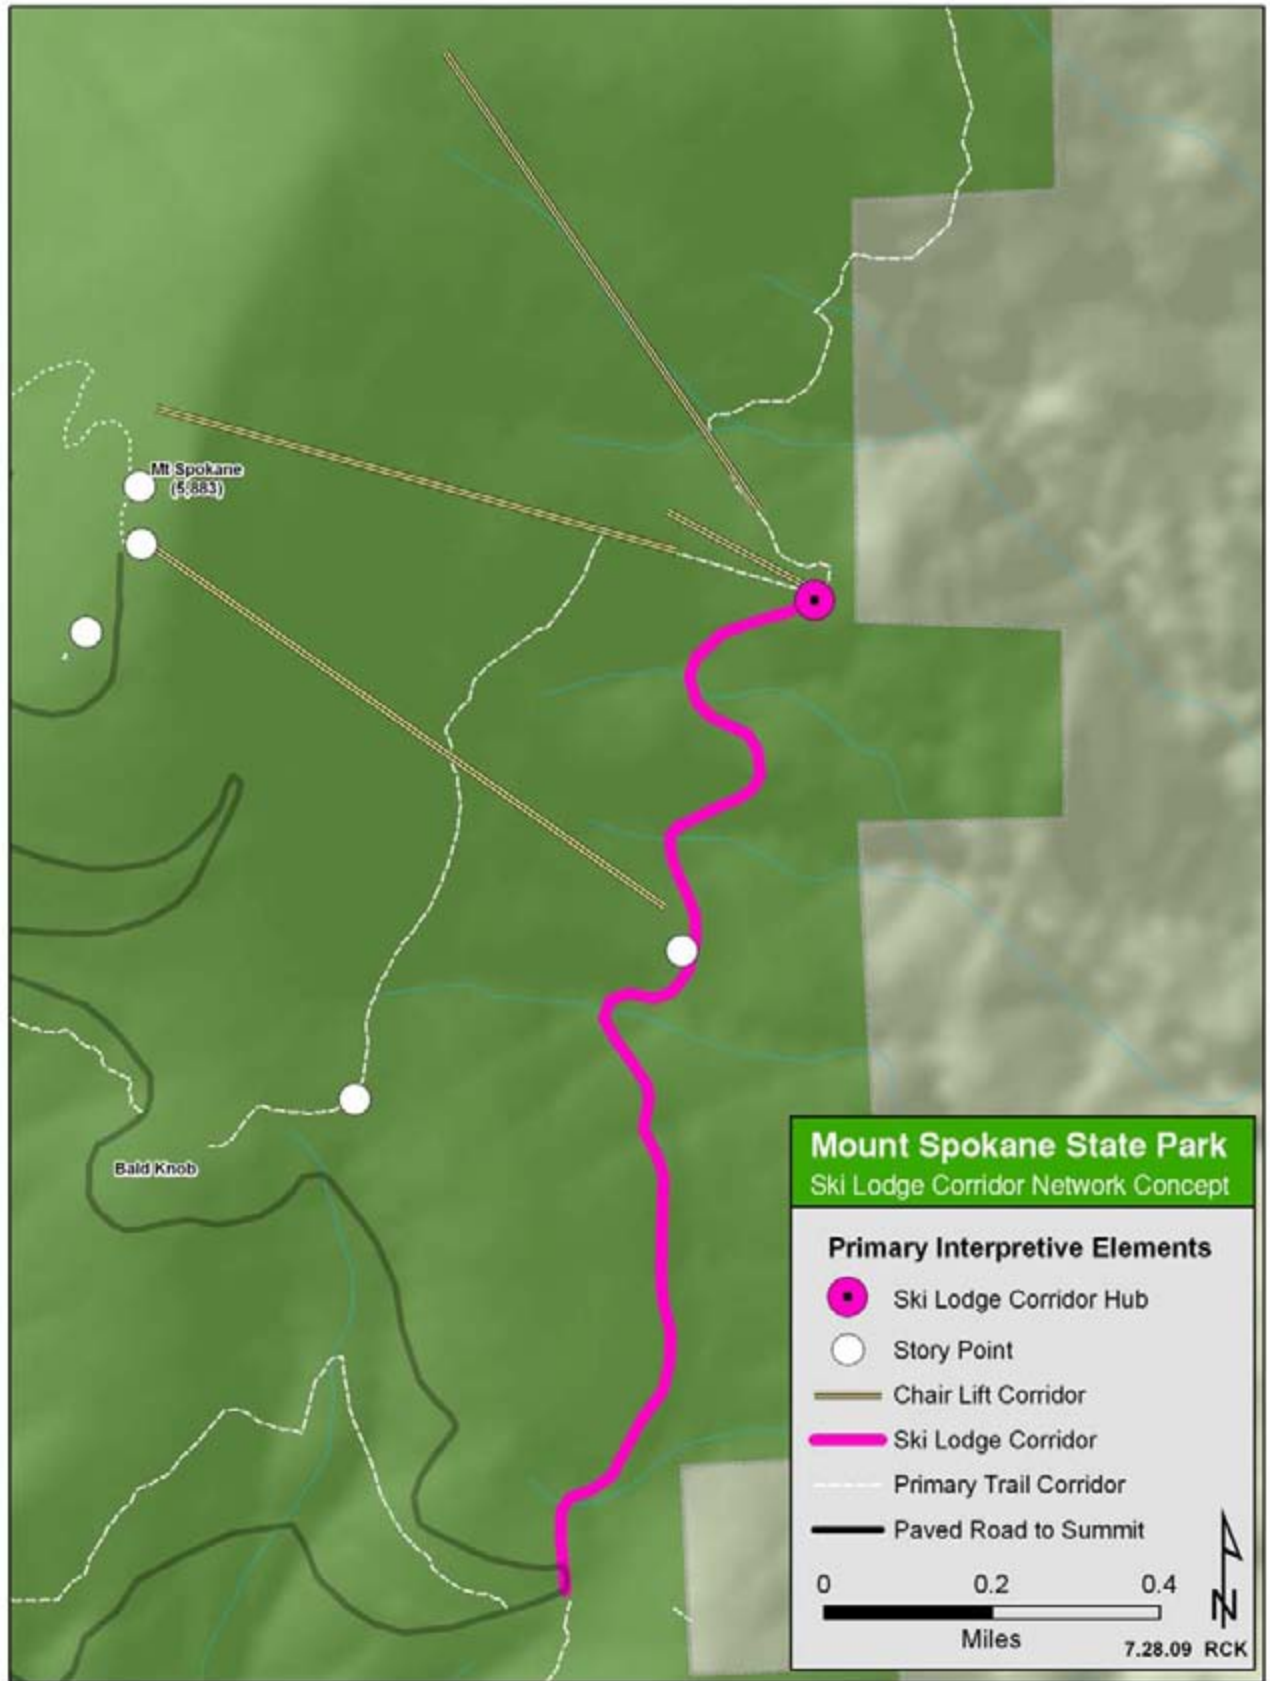 Mt Spokane
(5,883)
Bald Knob
Mount Spokane State Park
Ski Lodge Corridor Network Concept
Primary Interpretive Elements
Ski Lodge Corridor Hub
Story Point
Chair Lift Corridor
Ski Lodge Corridor
Primary Trail Corridor
Paved Road to Summit
0 0.2 0.4
Miles
N
7.28.09 RCK